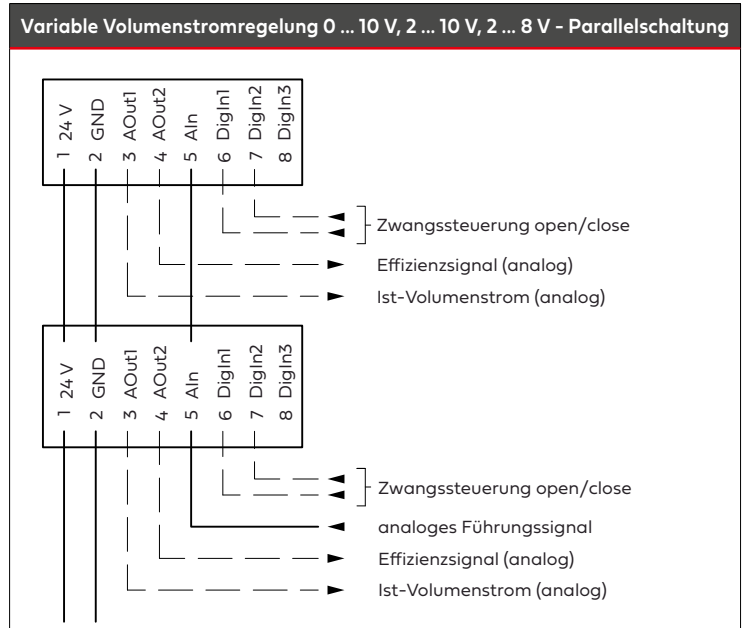 Variable Volumenstromregelung 0 ... 10 V, 2 ... 10 V, 2 ... 8 V - Parallelschaltung
1 24 V
2 GND
3 AOut1
4 AOut2
5 AIn
6 DigIn1
7 DigIn2
8 DigIn3
Zwangssteuerung open/close
Effizienzsignal (analog)
Ist-Volumenstrom (analog)
1 24 V
2 GND
3 AOut1
4 AOut2
5 AIn
6 DigIn1
7 DigIn2
8 DigIn3
Zwangssteuerung open/close
analoges Führungssignal
Effizienzsignal (analog)
Ist-Volumenstrom (analog)